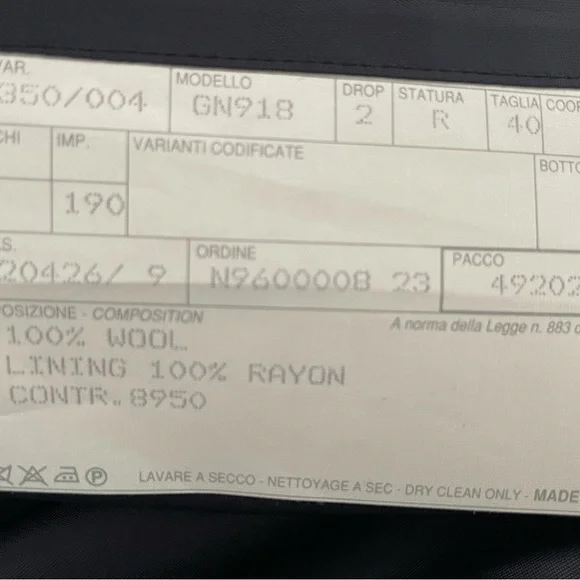 VAR. MODELLO DROP STATURA TAGLIA
350/004 GN918 2 R 40
IMP. VARIANTI CODIFICATE
190
ORDINE PACCO
20426/ 9 N9600008 23 49202
- COMPOSITION A norma della Legge n. 883
100% WOOL
LINING 100% RAYON
CONTR. 8950
LAVARE A SECCO - NETTOYAGE A SEC - DRY CLEAN ONLY - MADE